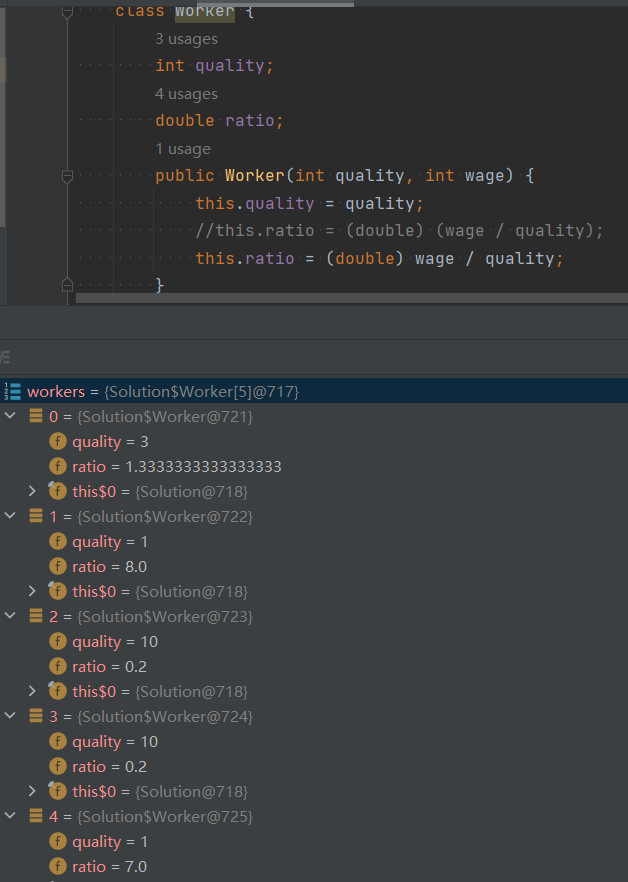 class Worker {
3 usages
int quality;
4 usages
double ratio;
1 usage
public Worker(int quality, int wage) {
this.quality = quality;
//this.ratio = (double) (wage / quality);
this.ratio = (double) wage / quality;
}
workers = {Solution$Worker[5]@717}
0 = {Solution$Worker@721}
f quality = 3
f ratio = 1.3333333333333333
f this$0 = {Solution@718}
1 = {Solution$Worker@722}
f quality = 1
f ratio = 8.0
f this$0 = {Solution@718}
2 = {Solution$Worker@723}
f quality = 10
f ratio = 0.2
f this$0 = {Solution@718}
3 = {Solution$Worker@724}
f quality = 10
f ratio = 0.2
f this$0 = {Solution@718}
4 = {Solution$Worker@725}
f quality = 1
f ratio = 7.0